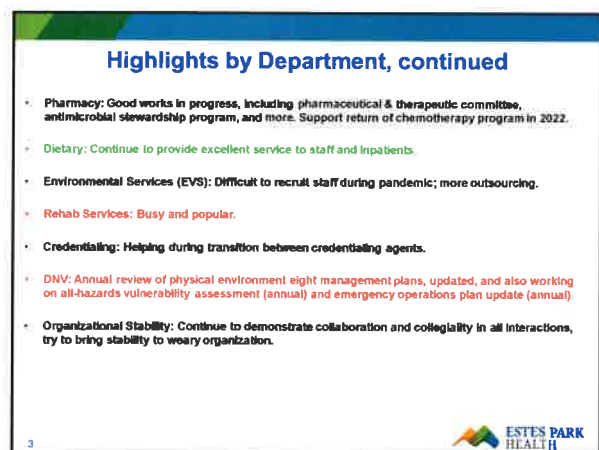 Highlights by Department, continued
• Pharmacy: Good works in progress, including pharmaceutical & therapeutic committee,
antimicrobial stewardship program, and more. Support return of chemotherapy program in 2022.
• Dietary: Continue to provide excellent service to staff and inpatients.
• Environmental Services (EVS): Difficult to recruit staff during pandemic; more outsourcing.
• Rehab Services: Busy and popular.
• Credentialing: Helping during transition between credentialing agents.
• DNV: Annual review of physical environment eight management plans, updated, and also working
on all-hazards vulnerability assessment (annual) and emergency operations plan update (annual)
• Organizational Stability: Continue to demonstrate collaboration and collegiality in all interactions,
try to bring stability to weary organization.
3
ESTES PARK
HEALTH